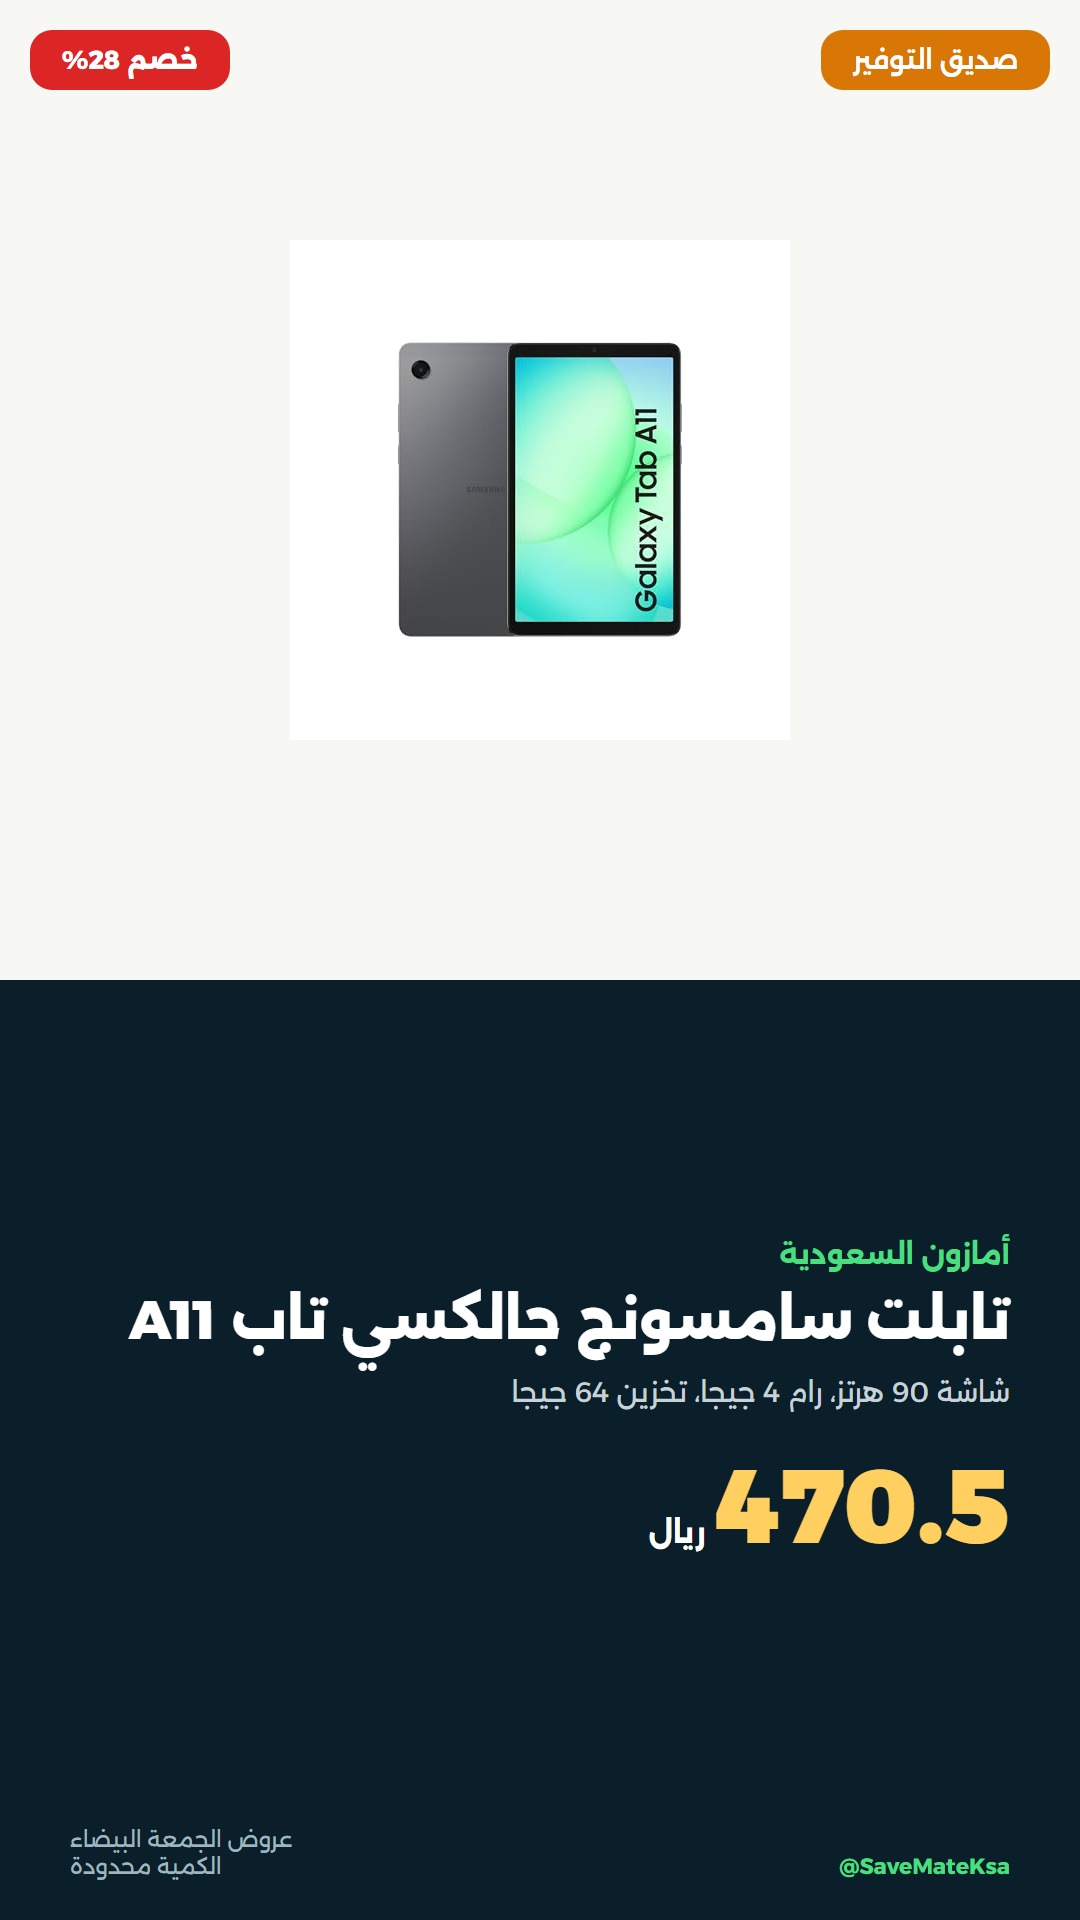 صديق التوفير
خصم 28%
SAMSUNG
Galaxy Tab A11
أمازون السعودية
تابلت سامسونج جالكسي تاب A11
شاشة 90 هرتز، رام 4 جيجا، تخزين 64 جيجا
470.5 ريال
عروض الجمعة البيضاء
الكمية محدودة
@SaveMateKsa